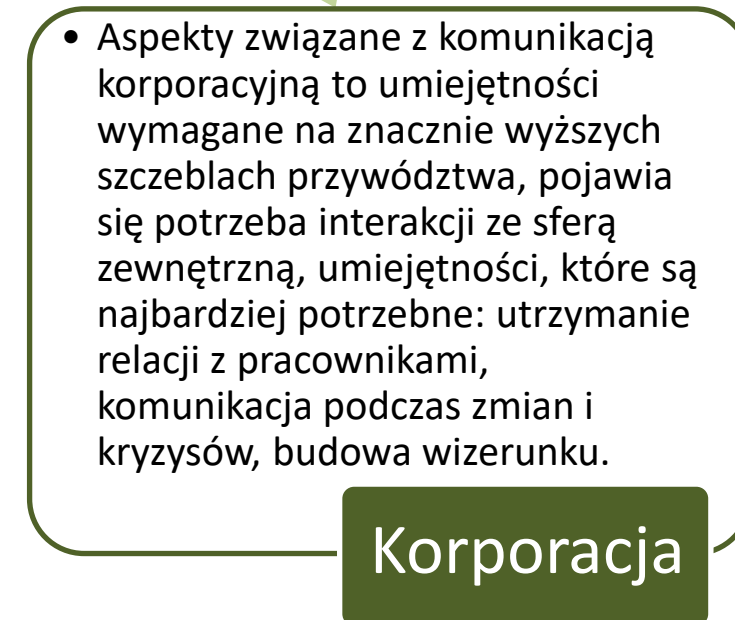 • Aspekty związane z komunikacją
korporacyjną to umiejętności
wymagane na znacznie wyższych
szczeblach przywództwa, pojawia
się potrzeba interakcji ze sferą
zewnętrzną, umiejętności, które są
najbardziej potrzebne: utrzymanie
relacji z pracownikami,
komunikacja podczas zmian i
kryzysów, budowa wizerunku.
Korporacja